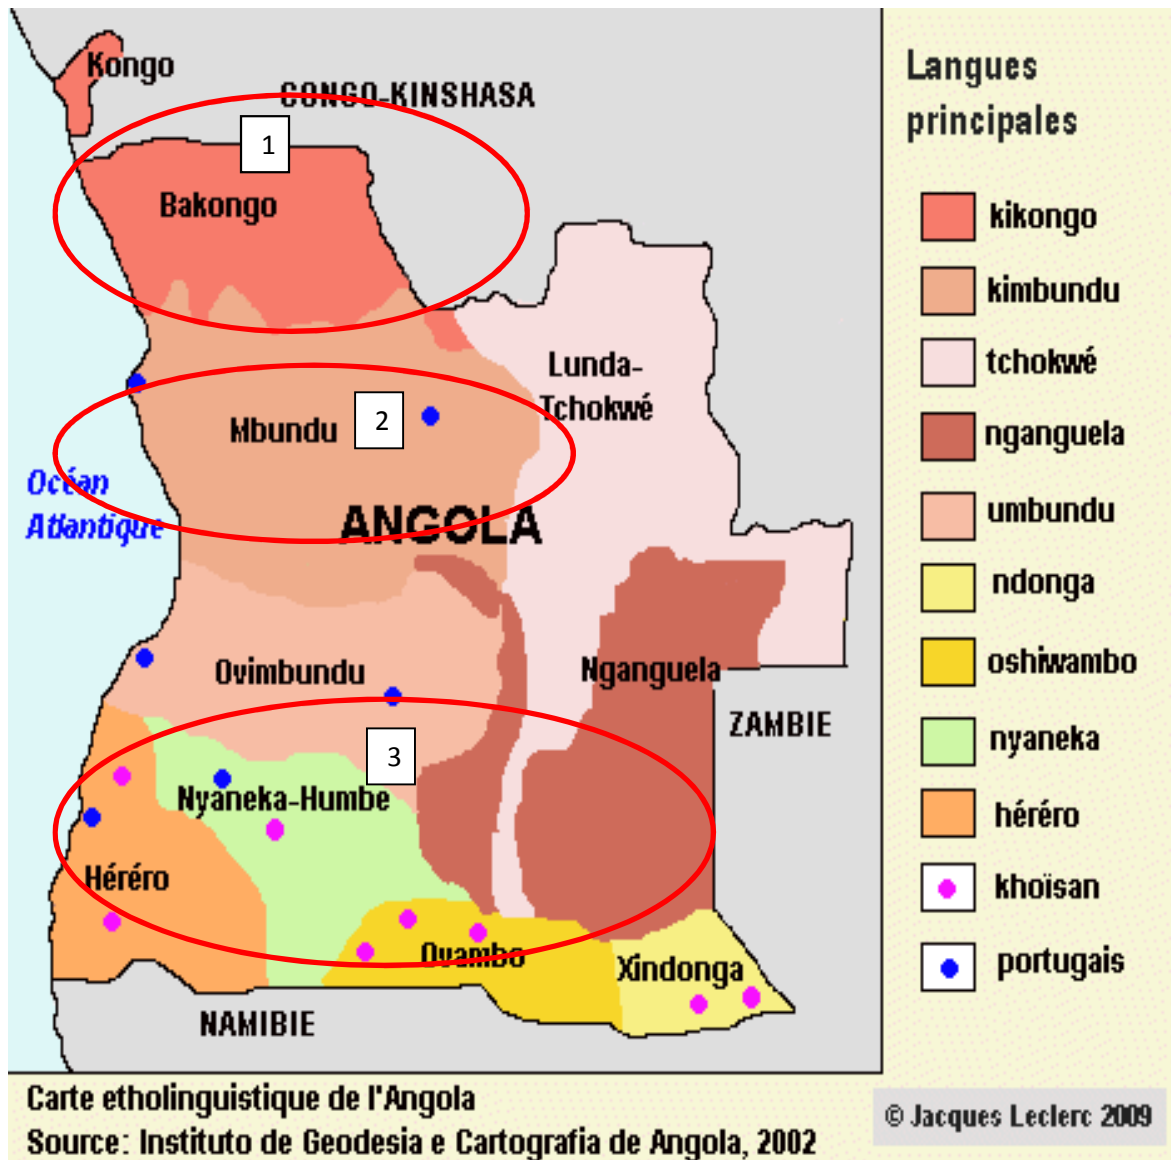 Kongo
CONGO-KINSHASA
1
Bakongo
Lunda-
Tchokwé
Mbundu
2
Océan
Atlantique
ANGOLA
Ovimbundu
Nganguela
ZAMBIE
3
Nyaneka-Humbe
Héréro
Ovambo
Xindonga
NAMIBIE
Langues
principales
kikongo
kimbundu
tchokwé
nganguela
umbundu
ndonga
oshiwambo
nyaneka
héréro
khoïsan
portugais
Carte etholinguistique de l'Angola
Source: Instituto de Geodesia e Cartografia de Angola, 2002
© Jacques Leclerc 2009